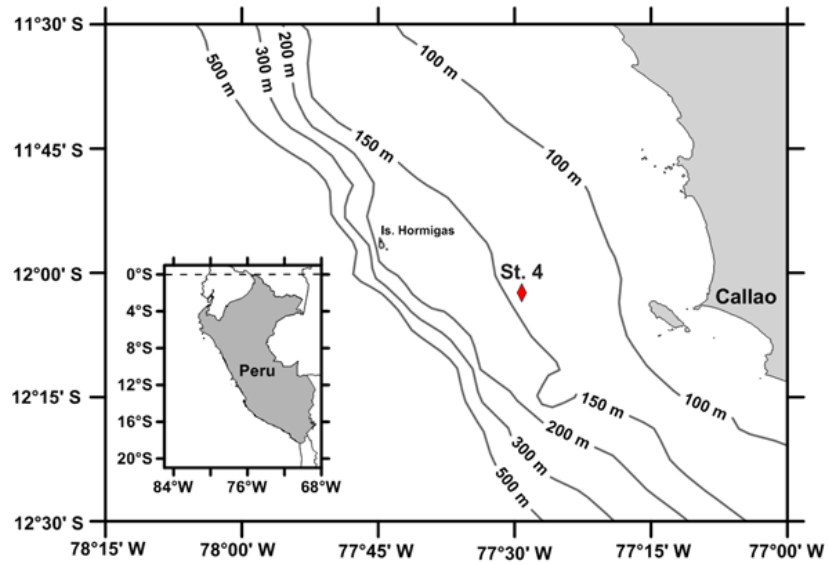 11°30' S
11°45' S
12°00' S
12°15' S
12°30' S
78°15' W
78°00' W
77°45' W
77°30' W
77°15' W
77°00' W
500 m
300 m
200 m
100 m
150 m
100 m
Is. Hormigas
St. 4
Callao
150 m
100 m
200 m
300 m
500 m
0°S
4°S
8°S
12°S
16°S
20°S
Peru
84°W
76°W
68°W